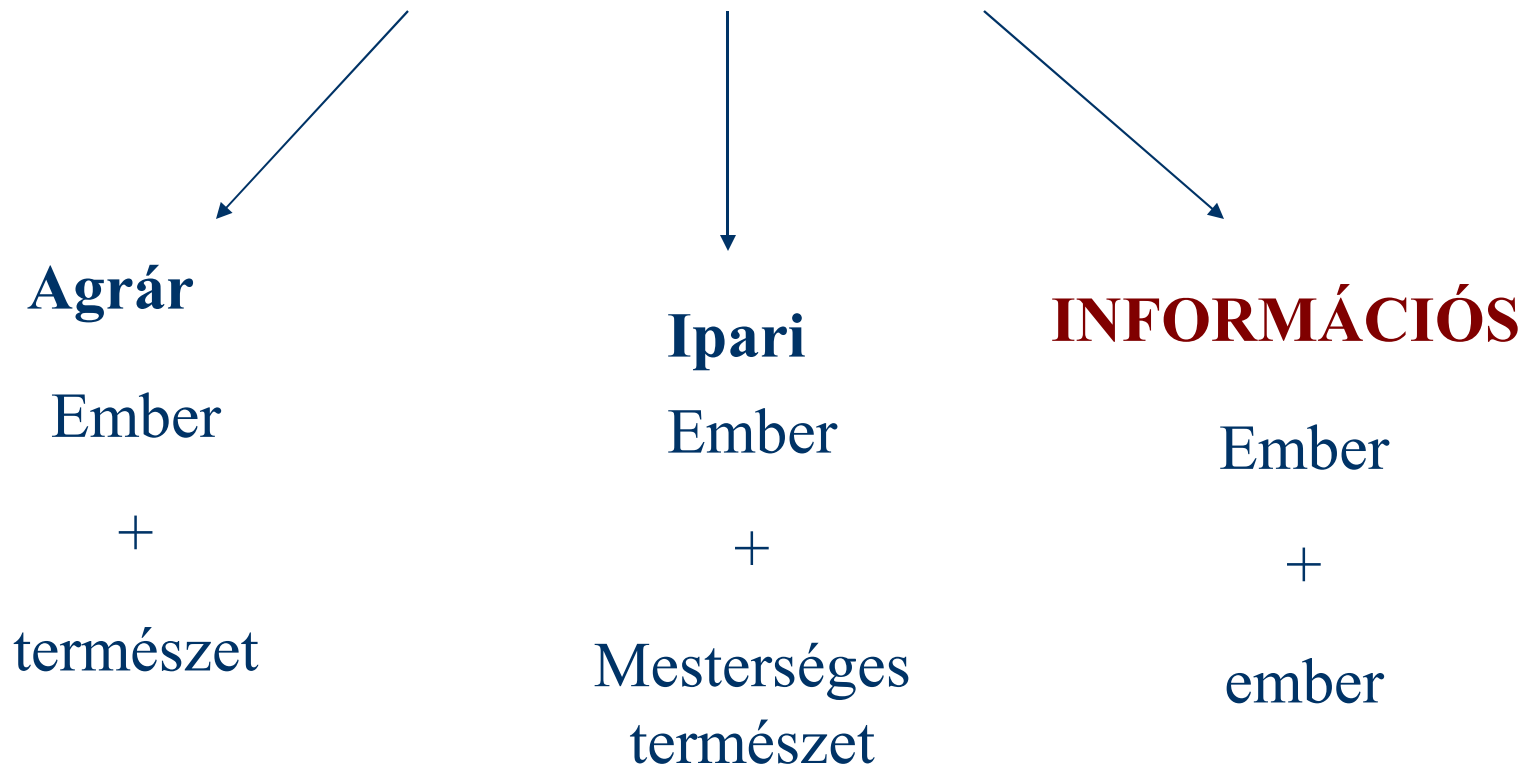 Agrár
Ember
+
természet
Ipari
Ember
+
Mesterséges
természet
INFORMÁCIÓS
Ember
+
ember